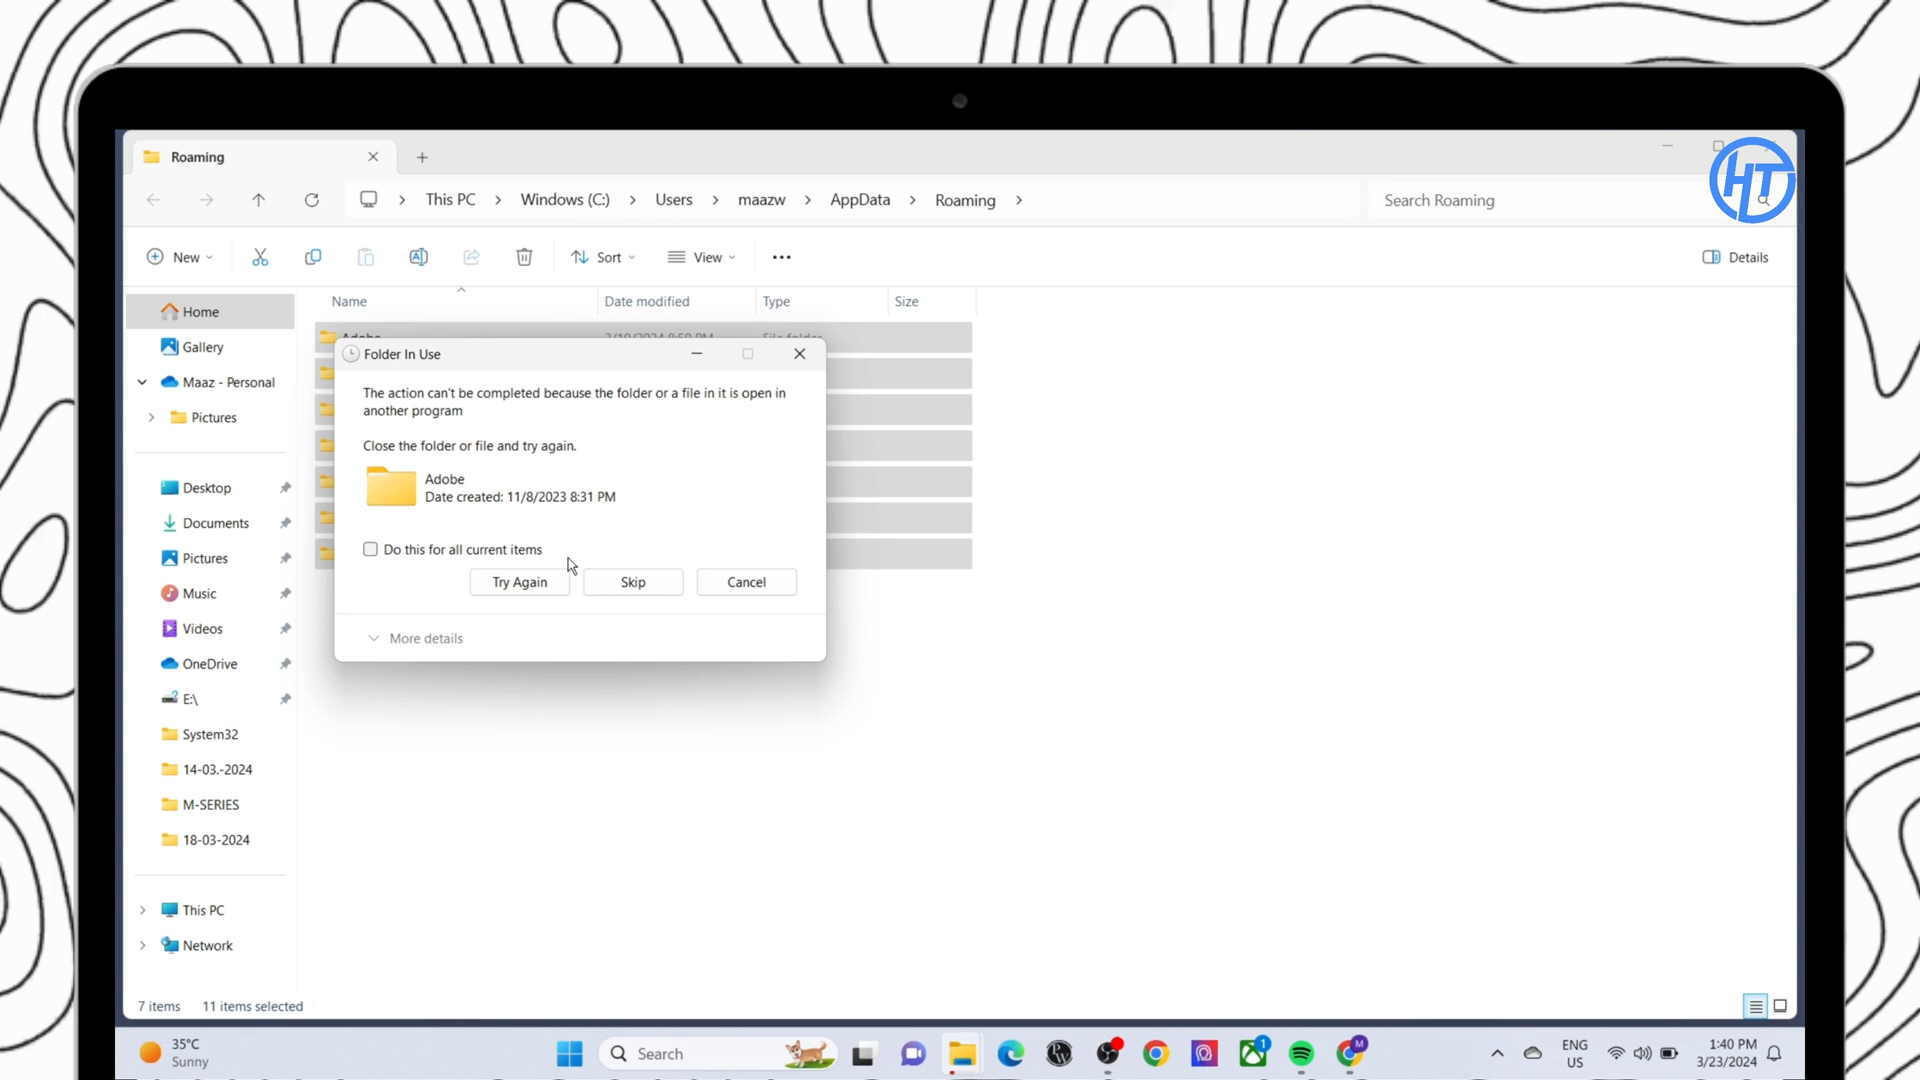 Roaming
This PC
Windows (C:)
Users
maazw
AppData
Roaming
Search Roaming
HT
New
Sort
View
Details
Name
Date modified
Type
Size
Home
Gallery
Maaz - Personal
Pictures
Desktop
Documents
Pictures
Music
Videos
OneDrive
E:\
System32
14-03.-2024
M-SERIES
18-03-2024
This PC
Network
Adobe
Folder In Use
The action can't be completed because the folder or a file in it is open in
another program
Close the folder or file and try again.
Adobe
Date created: 11/8/2023 8:31 PM
Do this for all current items
Try Again
Skip
Cancel
More details
7 items
11 items selected
35°C
Sunny
Search
1
M
ENG
US
1:40 PM
3/23/2024